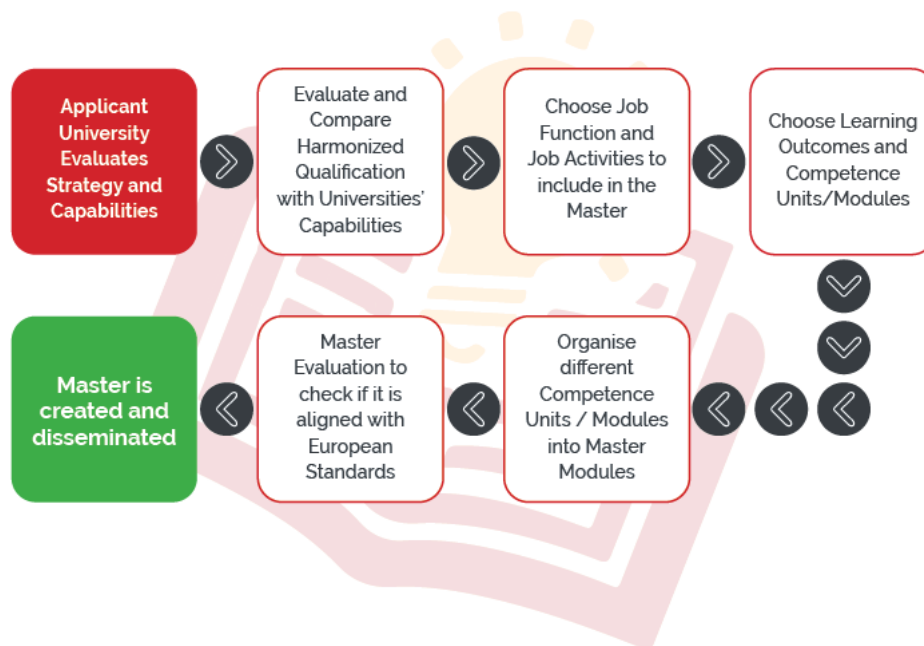 Applicant
University
Evaluates
Strategy and
Capabilities
Evaluate and
Compare
Harmonized
Qualification
with Universities'
Capabilities
Choose Job
Function and
Job Activities to
include in the
Master
Choose Learning
Outcomes and
Competence
Units/Modules
Organise
different
Competence
Units / Modules
into Master
Modules
Master
Evaluation to
check if it is
aligned with
European
Standards
Master is
created and
disseminated